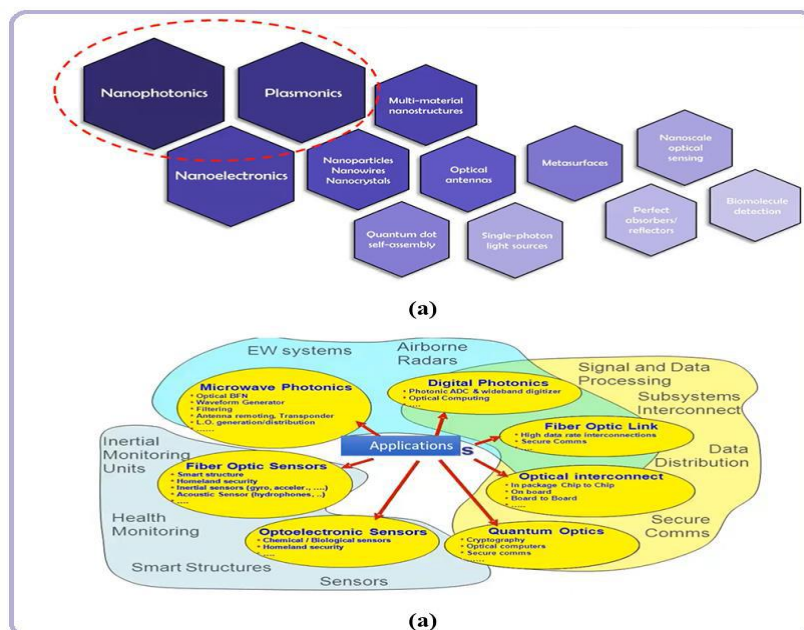 Nanophotonics
Plasmonics
Multi-material
nanostructures
Nanoelectronics
Nanoparticles
Nanowires
Nanocrystals
Optical
antennas
Metasurfaces
Nanoscale
optical
sensing
Quantum dot
self-assembly
Single-photon
light sources
Perfect
absorbers/
reflectors
Biomolecule
detection
(a)
EW systems
Airborne
Radars
Signal and Data
Processing
Subsystems
Interconnect
Data
Distribution
Secure
Comms
Inertial
Monitoring
Units
Health
Monitoring
Smart Structures
Sensors
Microwave Photonics
• Optical BFN
• Waveform Generator
• Filtering
• Antenna remoting, Transponder
• L.O. generation/distribution
• ......
Digital Photonics
• Photonic ADC & wideband digitizer
• Optical Computing
• .....
Applications
s
Fiber Optic Link
• High data rate interconnections
• Secure Comms
• .....
Fiber Optic Sensors
• Smart structure
• Homeland security
• Inertial sensors (gyro, acceler., ....)
• Acoustic Sensor (hydrophones, ..)
• ....
Optical interconnect
• In package Chip to Chip
• On board
• Board to Board
• .....
Optoelectronic Sensors
• Chemical / Biological sensors
• Homeland security
....
Quantum Optics
• Cryptography
• Optical computers
• Secure comms
• ......
(a)